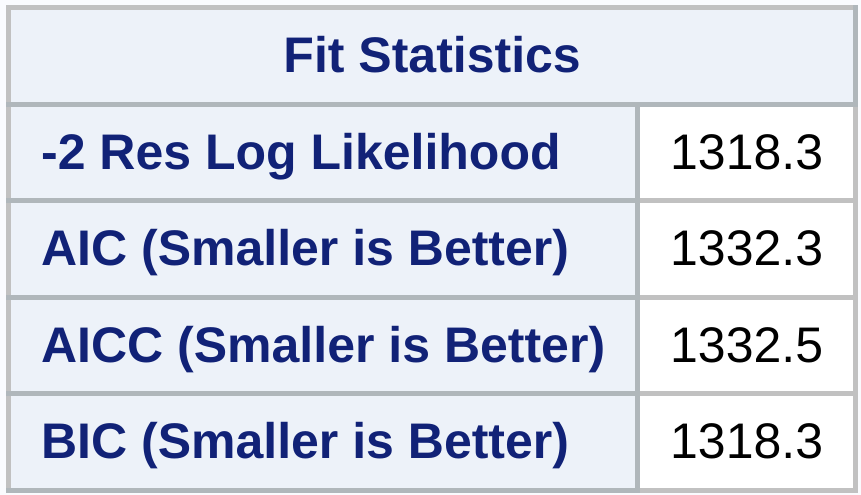 Fit Statistics
-2 Res Log Likelihood 1318.3
AIC (Smaller is Better) 1332.3
AICC (Smaller is Better) 1332.5
BIC (Smaller is Better) 1318.3